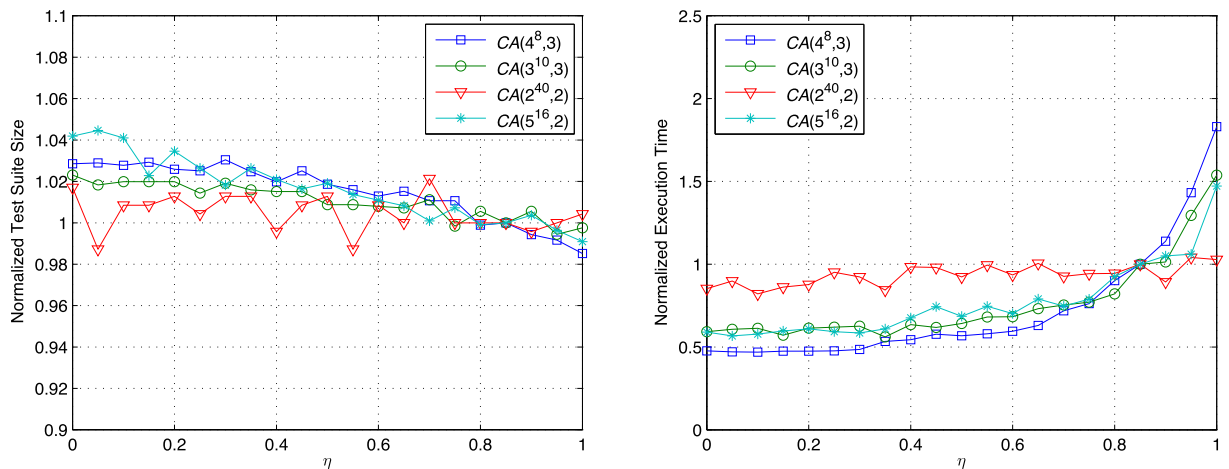 Normalized Test Suite Size
1.1
1.08
1.06
1.04
1.02
1
0.98
0.96
0.94
0.92
0.9
0
0.2
0.4
0.6
0.8
1
η
CA(4^8,3)
CA(3^10,3)
CA(2^40,2)
CA(5^16,2)
Normalized Execution Time
2.5
2
1.5
1
0.5
0
0
0.2
0.4
0.6
0.8
1
η
CA(4^8,3)
CA(3^10,3)
CA(2^40,2)
CA(5^16,2)